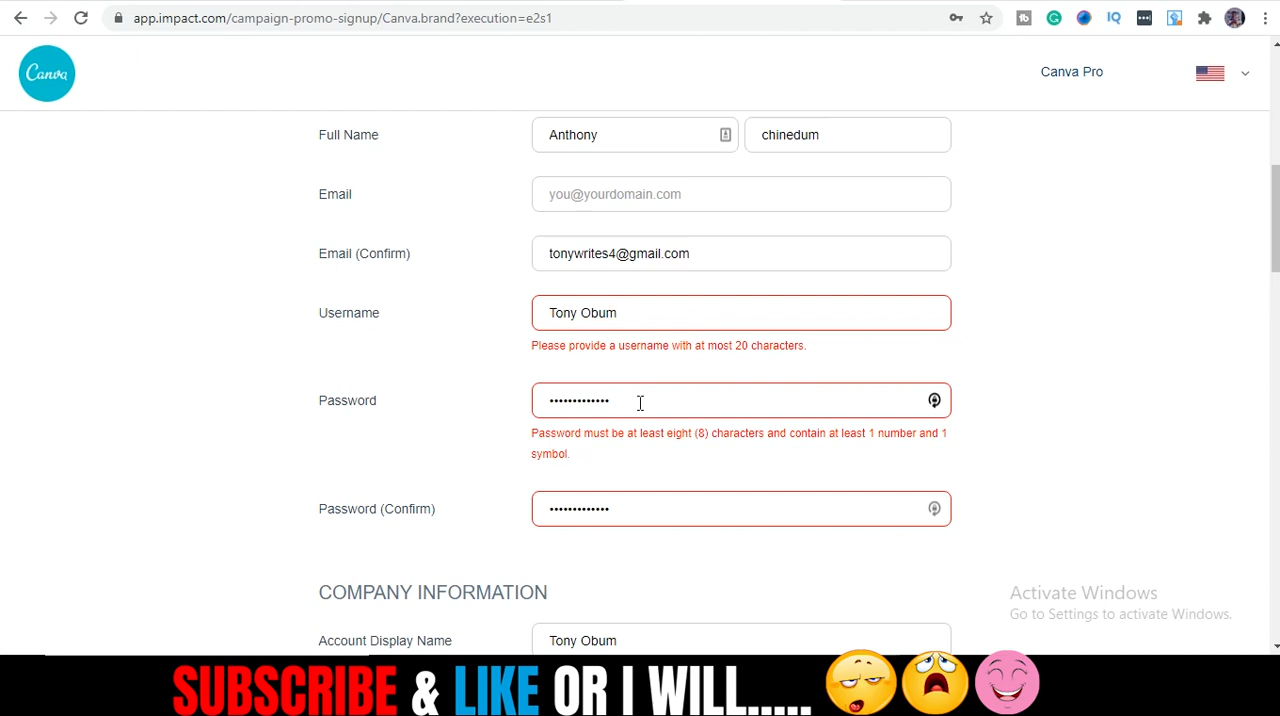 app.impact.com/campaign-promo-signup/Canva.brand?execution=e2s1
Canva
Canva Pro
Full Name
Anthony
chinedum
Email
you@yourdomain.com
Email (Confirm)
tonywrites4@gmail.com
Username
Tony Obum
Please provide a username with at most 20 characters.
Password
•••••••••••••
Password must be at least eight (8) characters and contain at least 1 number and 1
symbol.
Password (Confirm)
•••••••••••••
COMPANY INFORMATION
Activate Windows
Go to Settings to activate Windows.
Account Display Name
Tony Obum
SUBSCRIBE & LIKE OR I WILL.....